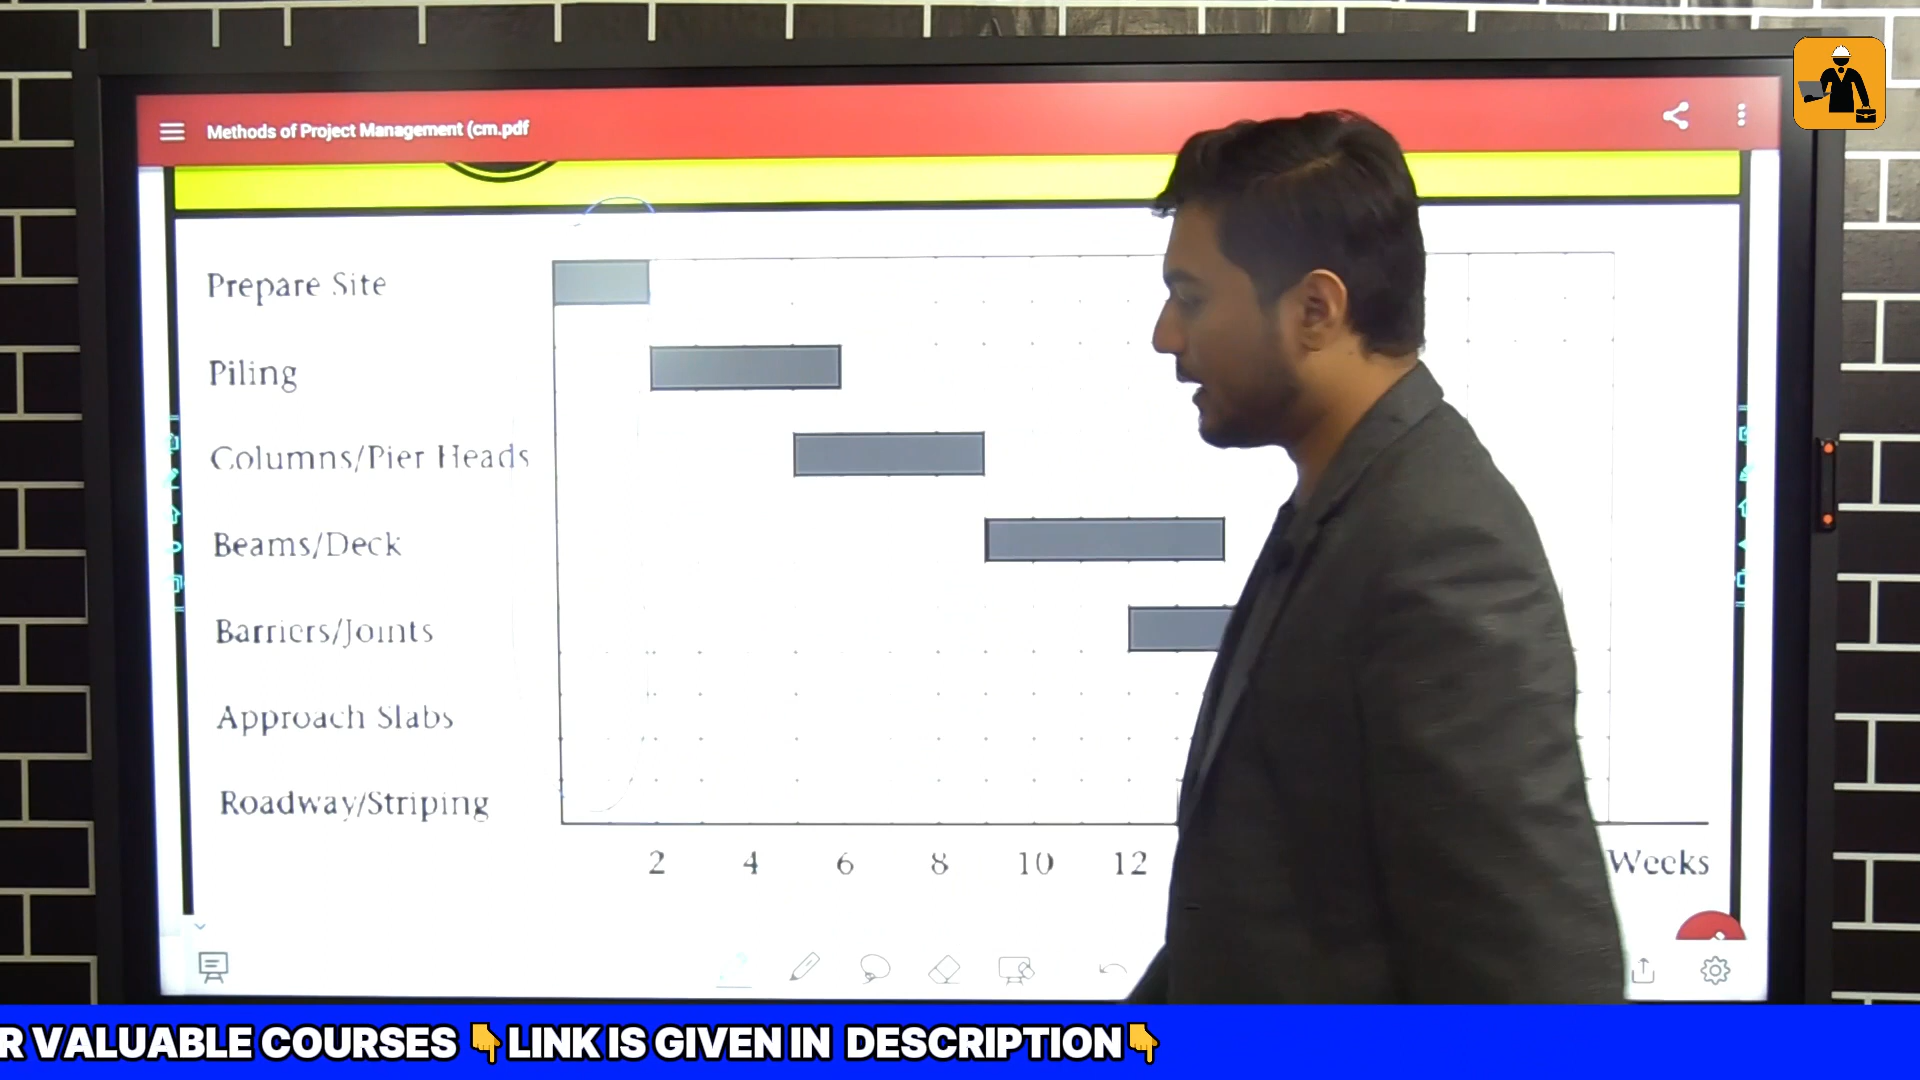 Methods of Project Management (cm.pdf
Prepare Site
Piling
Columns/Pier Heads
Beams/Deck
Barriers/Joints
Approach Slabs
Roadway/Striping
2 4 6 8 10 12 Weeks
R VALUABLE COURSES 👇 LINK IS GIVEN IN DESCRIPTION 👇